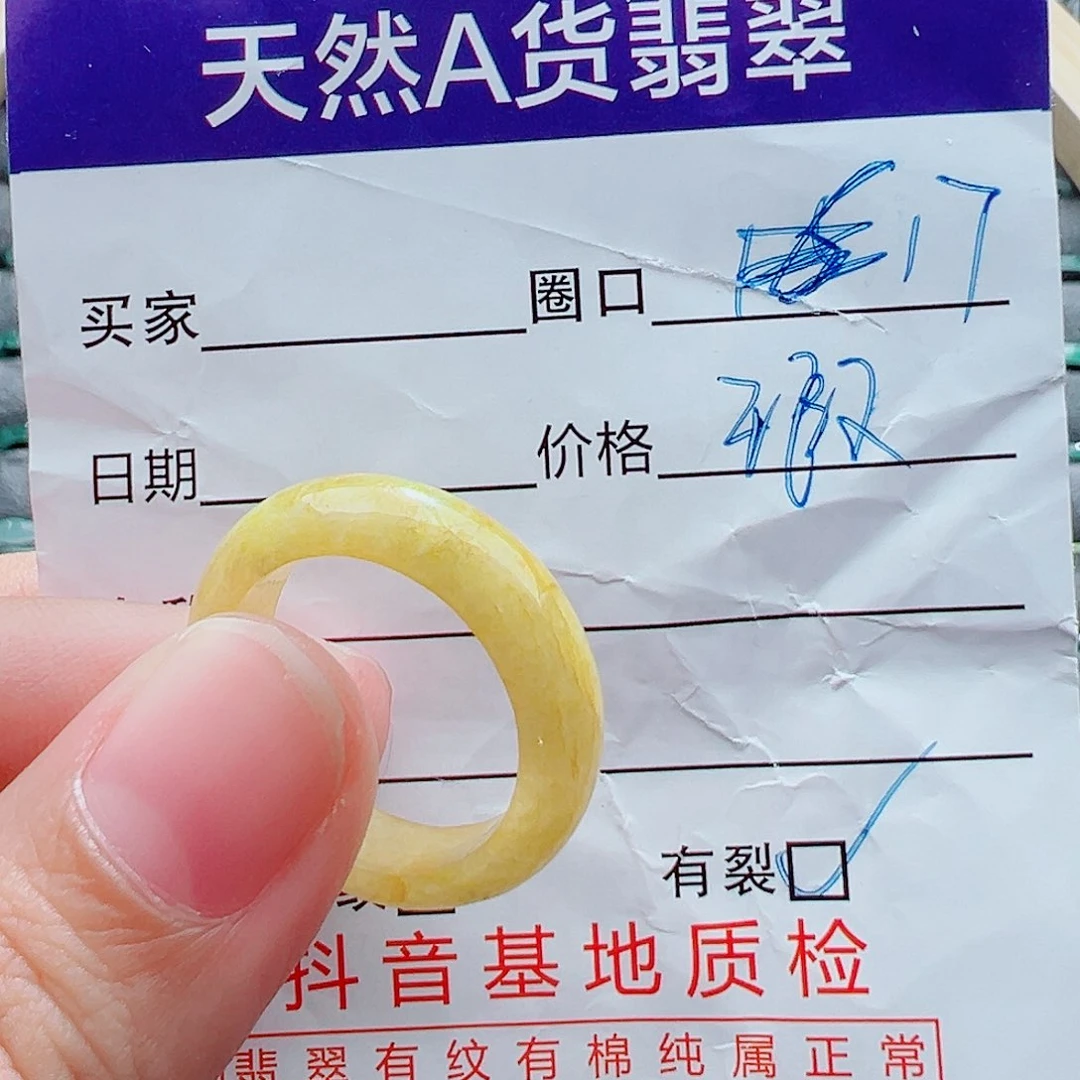 天然A货翡翠
买家 圈口
日期 价格
有裂
抖音基地质检
翡翠有纹有棉纯属正常